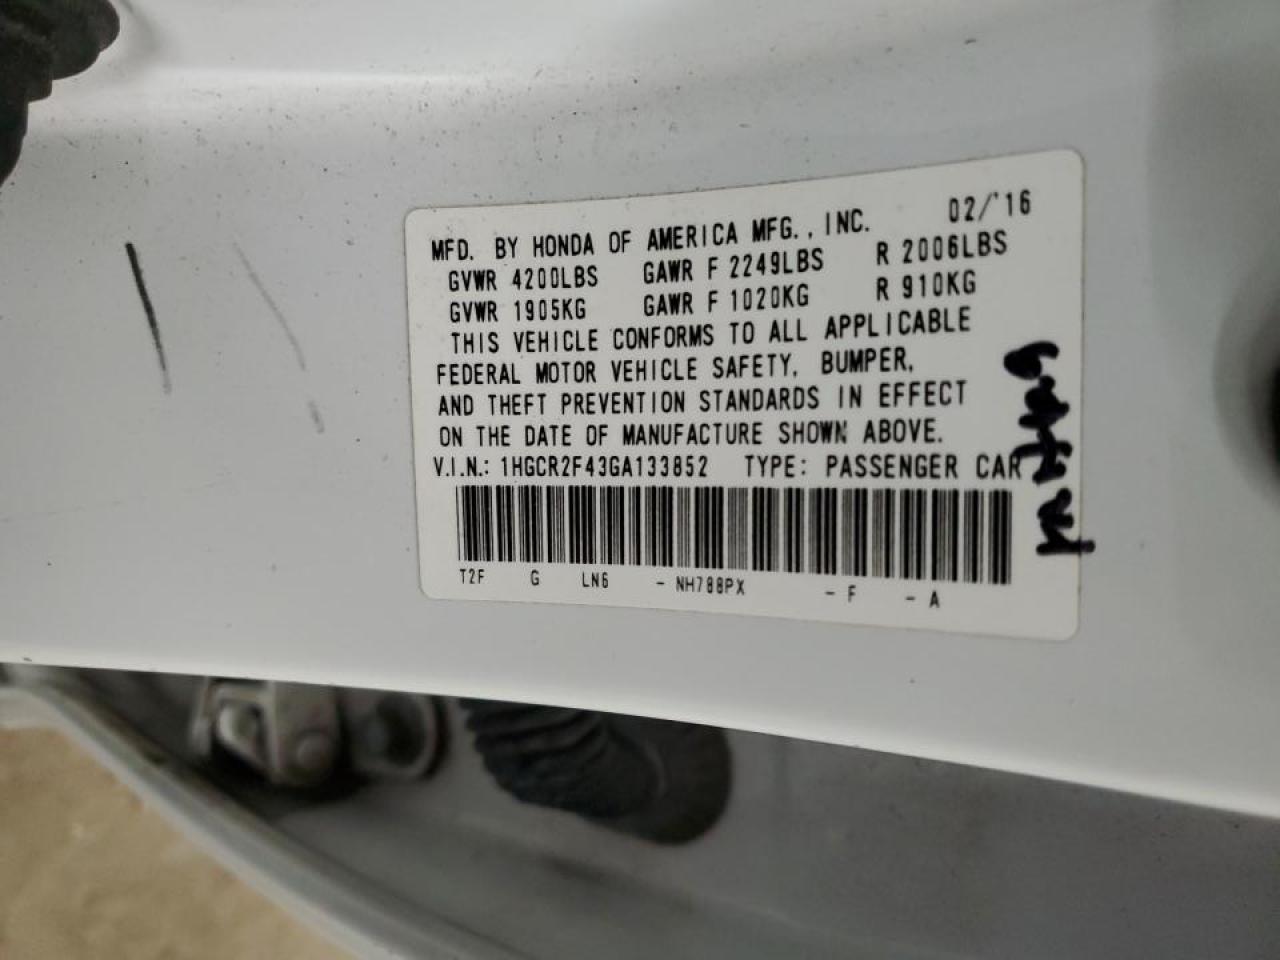 MFD. BY HONDA OF AMERICA MFG., INC. 02/'16
GVWR 4200LBS GAWR F 2249LBS R 2006LBS
GVWR 1905KG GAWR F 1020KG R 910KG
THIS VEHICLE CONFORMS TO ALL APPLICABLE
FEDERAL MOTOR VEHICLE SAFETY, BUMPER,
AND THEFT PREVENTION STANDARDS IN EFFECT
ON THE DATE OF MANUFACTURE SHOWN ABOVE.
V.I.N.: 1HGCR2F43GA133852 TYPE: PASSENGER CAR
T2F G LN6 - NH788PX - F - A